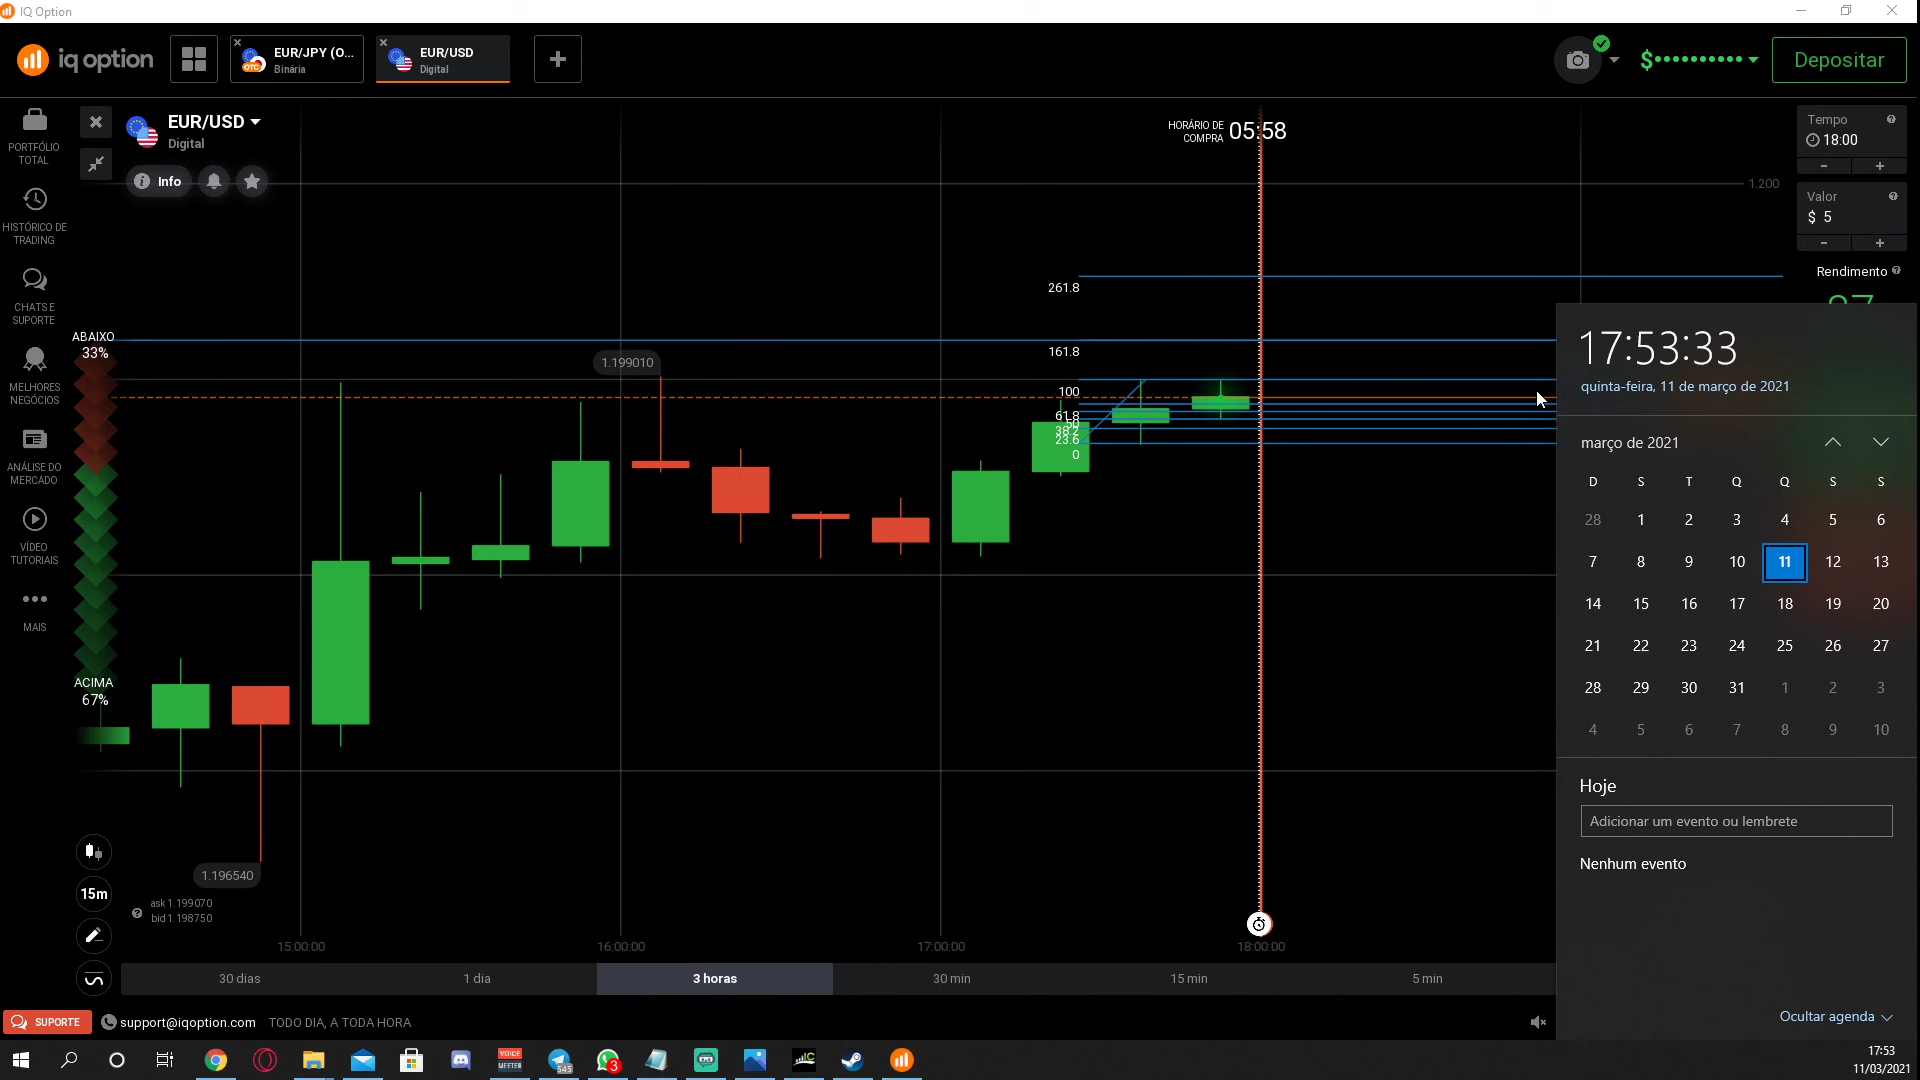 IQ Option
iq option
EUR/JPY (O...
Binária
OTC
EUR/USD
Digital
$
Depositar
PORTFÓLIO
TOTAL
HISTÓRICO DE
TRADING
CHATS E
SUPORTE
MELHORES
NEGÓCIOS
ANÁLISE DO
MERCADO
VÍDEO
TUTORIAIS
MAIS
EUR/USD
Digital
Info
HORÁRIO DE
COMPRA
05:58
1.200
Tempo
18:00
- +
Valor
$ 5
- +
Rendimento
ABAIXO
33%
ACIMA
67%
261.8
161.8
100
61.8
50
38.2
23.6
0
1.199010
1.196540
15m
ask 1.199070
bid 1.198750
15:00:00
16:00:00
17:00:00
18:00:00
30 dias
1 dia
3 horas
30 min
15 min
5 min
17:53:33
quinta-feira, 11 de março de 2021
março de 2021
D S T Q Q S S
28 1 2 3 4 5 6
7 8 9 10 11 12 13
14 15 16 17 18 19 20
21 22 23 24 25 26 27
28 29 30 31 1 2 3
4 5 6 7 8 9 10
Hoje
Adicionar um evento ou lembrete
Nenhum evento
Ocultar agenda
SUPORTE
support@iqoption.com
TODO DIA, A TODA HORA
VOICE
MEETER
545
3
17:53
11/03/2021